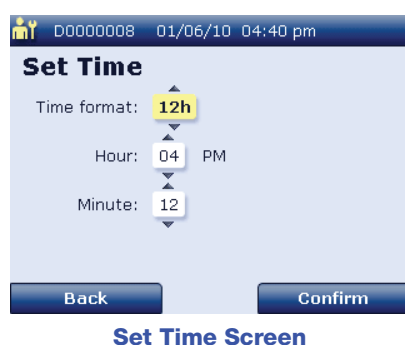 D0000008 01/06/10 04:40 pm
Set Time
Time format: 12h
Hour: 04 PM
Minute: 12
Back Confirm
Set Time Screen